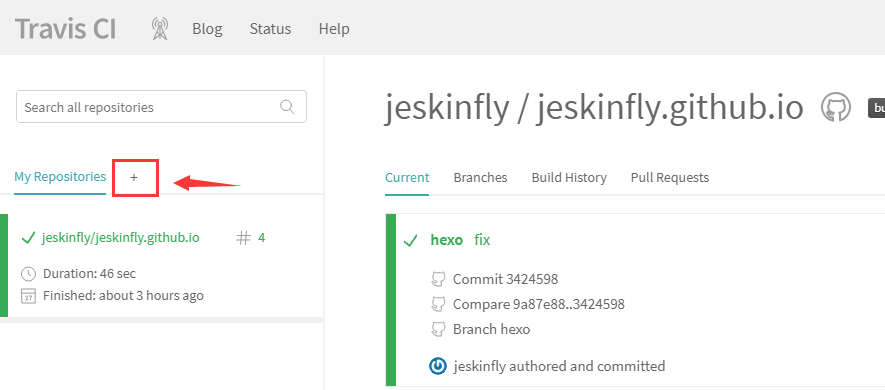 Travis CI Blog Status Help
Search all repositories
jeskinfly / jeskinfly.github.io
My Repositories +
Current Branches Build History Pull Requests
jeskinfly/jeskinfly.github.io # 4
Duration: 46 sec
27 Finished: about 3 hours ago
hexo fix
Commit 3424598
Compare 9a87e88..3424598
Branch hexo
jeskinfly authored and committed